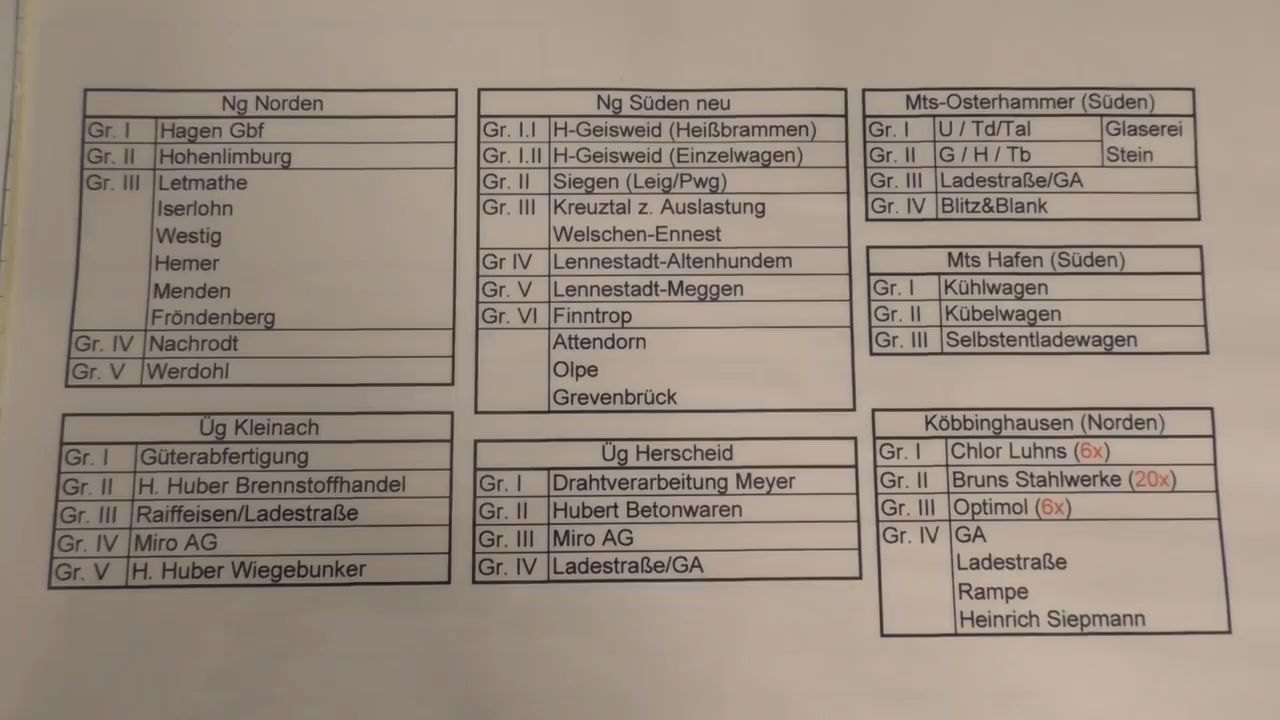 Ng Norden
Gr. I Hagen Gbf
Gr. II Hohenlimburg
Gr. III Letmathe
Iserlohn
Westig
Hemer
Menden
Fröndenberg
Gr. IV Nachrodt
Gr. V Werdohl
Üg Kleinach
Gr. I Güterabfertigung
Gr. II H. Huber Brennstoffhandel
Gr. III Raiffeisen/Ladestraße
Gr. IV Miro AG
Gr. V H. Huber Wiegebunker
Ng Süden neu
Gr. I.I H-Geisweid (Heißbrammen)
Gr. I.II H-Geisweid (Einzelwagen)
Gr. II Siegen (Leig/Pwg)
Gr. III Kreuztal z. Auslastung
Welschen-Ennest
Gr IV Lennestadt-Altenhundem
Gr. V Lennestadt-Meggen
Gr. VI Finntrop
Attendorn
Olpe
Grevenbrück
Üg Herscheid
Gr. I Drahtverarbeitung Meyer
Gr. II Hubert Betonwaren
Gr. III Miro AG
Gr. IV Ladestraße/GA
Mts-Osterhammer (Süden)
Gr. I U / Td/Tal Glaserei
Gr. II G / H / Tb Stein
Gr. III Ladestraße/GA
Gr. IV Blitz&Blank
Mts Hafen (Süden)
Gr. I Kühlwagen
Gr. II Kübelwagen
Gr. III Selbstentladewagen
Köbbinghausen (Norden)
Gr. I Chlor Luhns (6x)
Gr. II Bruns Stahlwerke (20x)
Gr. III Optimol (6x)
Gr. IV GA
Ladestraße
Rampe
Heinrich Siepmann